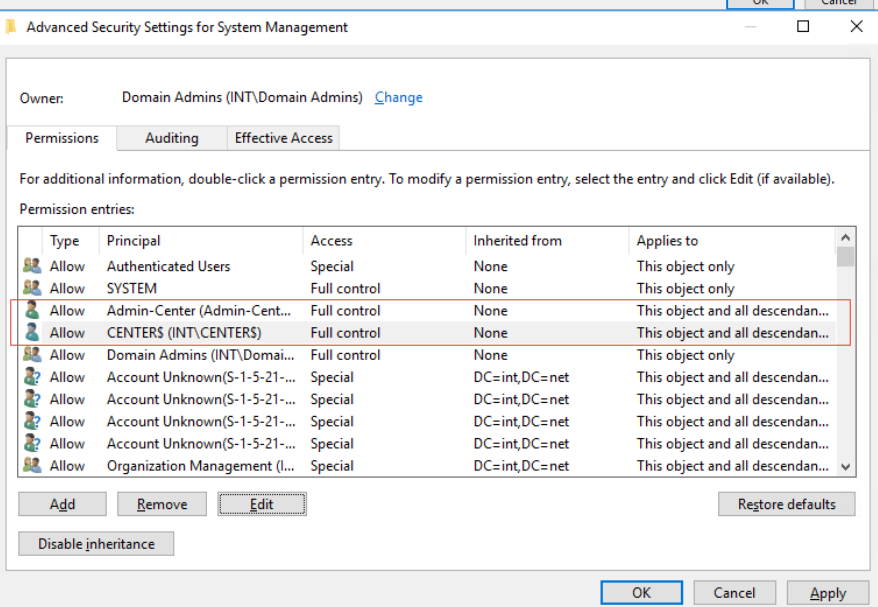 OK Cancel
Advanced Security Settings for System Management
Owner: Domain Admins (INT\Domain Admins) Change
Permissions Auditing Effective Access
For additional information, double-click a permission entry. To modify a permission entry, select the entry and click Edit (if available).
Permission entries:
Type Principal Access Inherited from Applies to
Allow Authenticated Users Special None This object only
Allow SYSTEM Full control None This object only
Allow Admin-Center (Admin-Cent... Full control None This object and all descendan...
Allow CENTER$ (INT\CENTER$) Full control None This object and all descendan...
Allow Domain Admins (INT\Domai... Full control None This object only
Allow Account Unknown(S-1-5-21-... Special DC=int,DC=net This object and all descendan...
Allow Account Unknown(S-1-5-21-... Special DC=int,DC=net This object and all descendan...
Allow Account Unknown(S-1-5-21-... Special DC=int,DC=net This object and all descendan...
Allow Account Unknown(S-1-5-21-... Special DC=int,DC=net This object and all descendan...
Allow Organization Management (I... Special DC=int,DC=net This object and all descendan...
Add Remove Edit Restore defaults
Disable inheritance
OK Cancel Apply